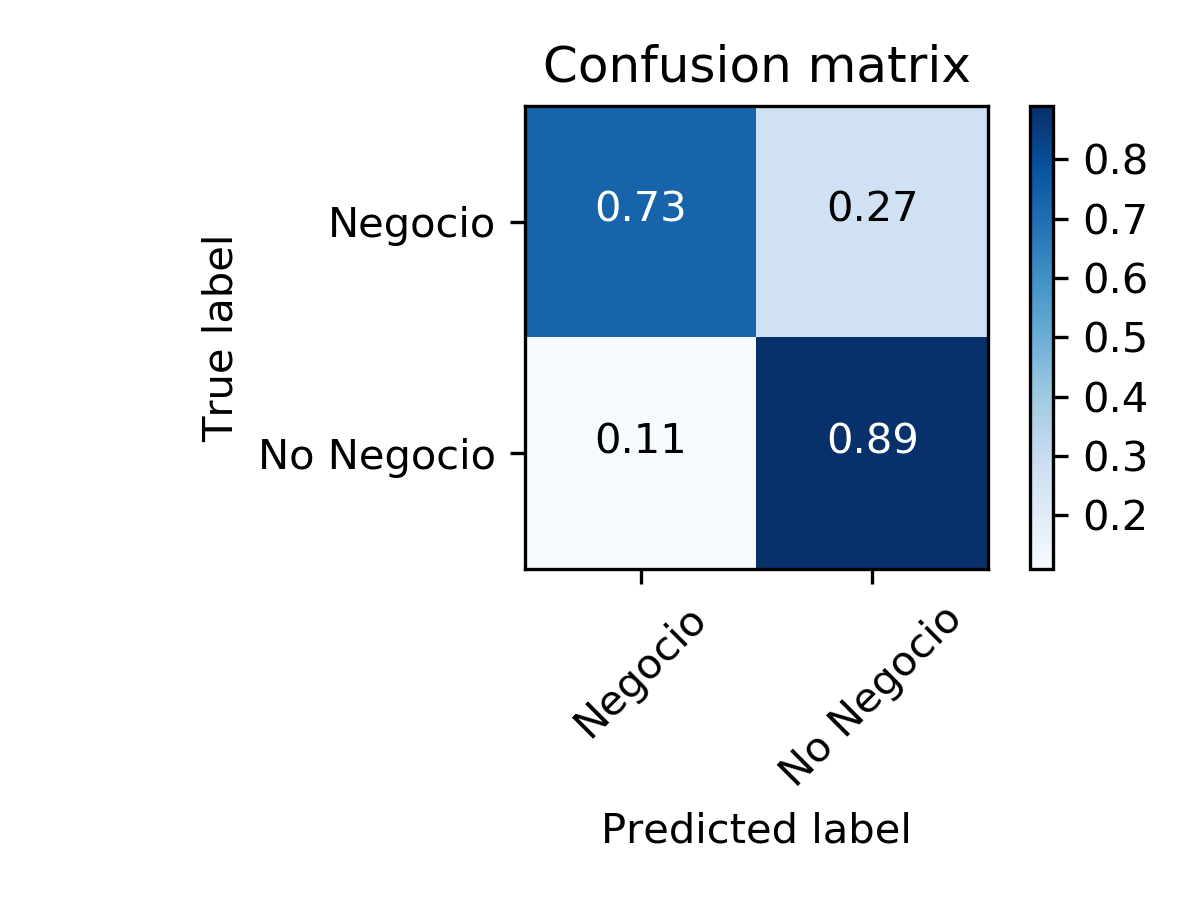 Confusion matrix
True label
Negocio
No Negocio
0.73 0.27
0.11 0.89
0.8
0.7
0.6
0.5
0.4
0.3
0.2
Negocio
No Negocio
Predicted label